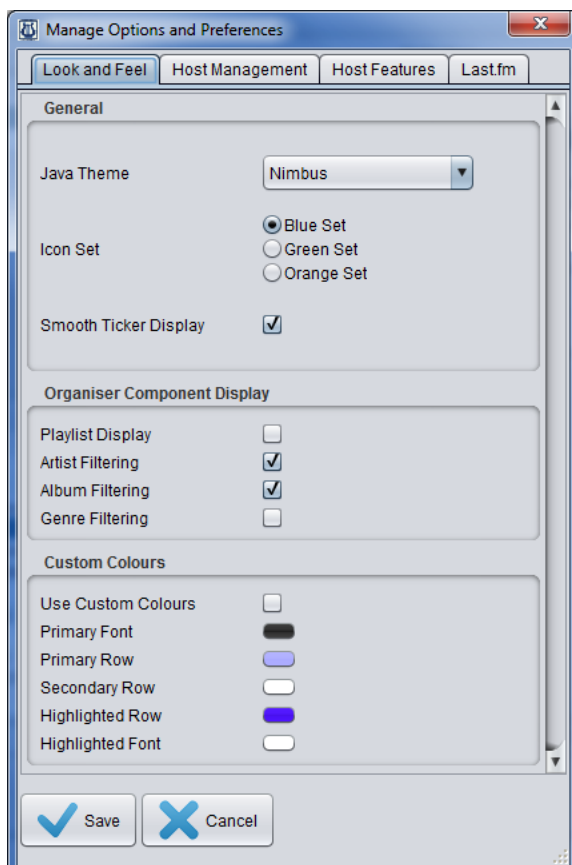 Manage Options and Preferences
Look and Feel
Host Management
Host Features
Last.fm
General
Java Theme
Nimbus
Icon Set
Blue Set
Green Set
Orange Set
Smooth Ticker Display
Organiser Component Display
Playlist Display
Artist Filtering
Album Filtering
Genre Filtering
Custom Colours
Use Custom Colours
Primary Font
Primary Row
Secondary Row
Highlighted Row
Highlighted Font
Save
Cancel